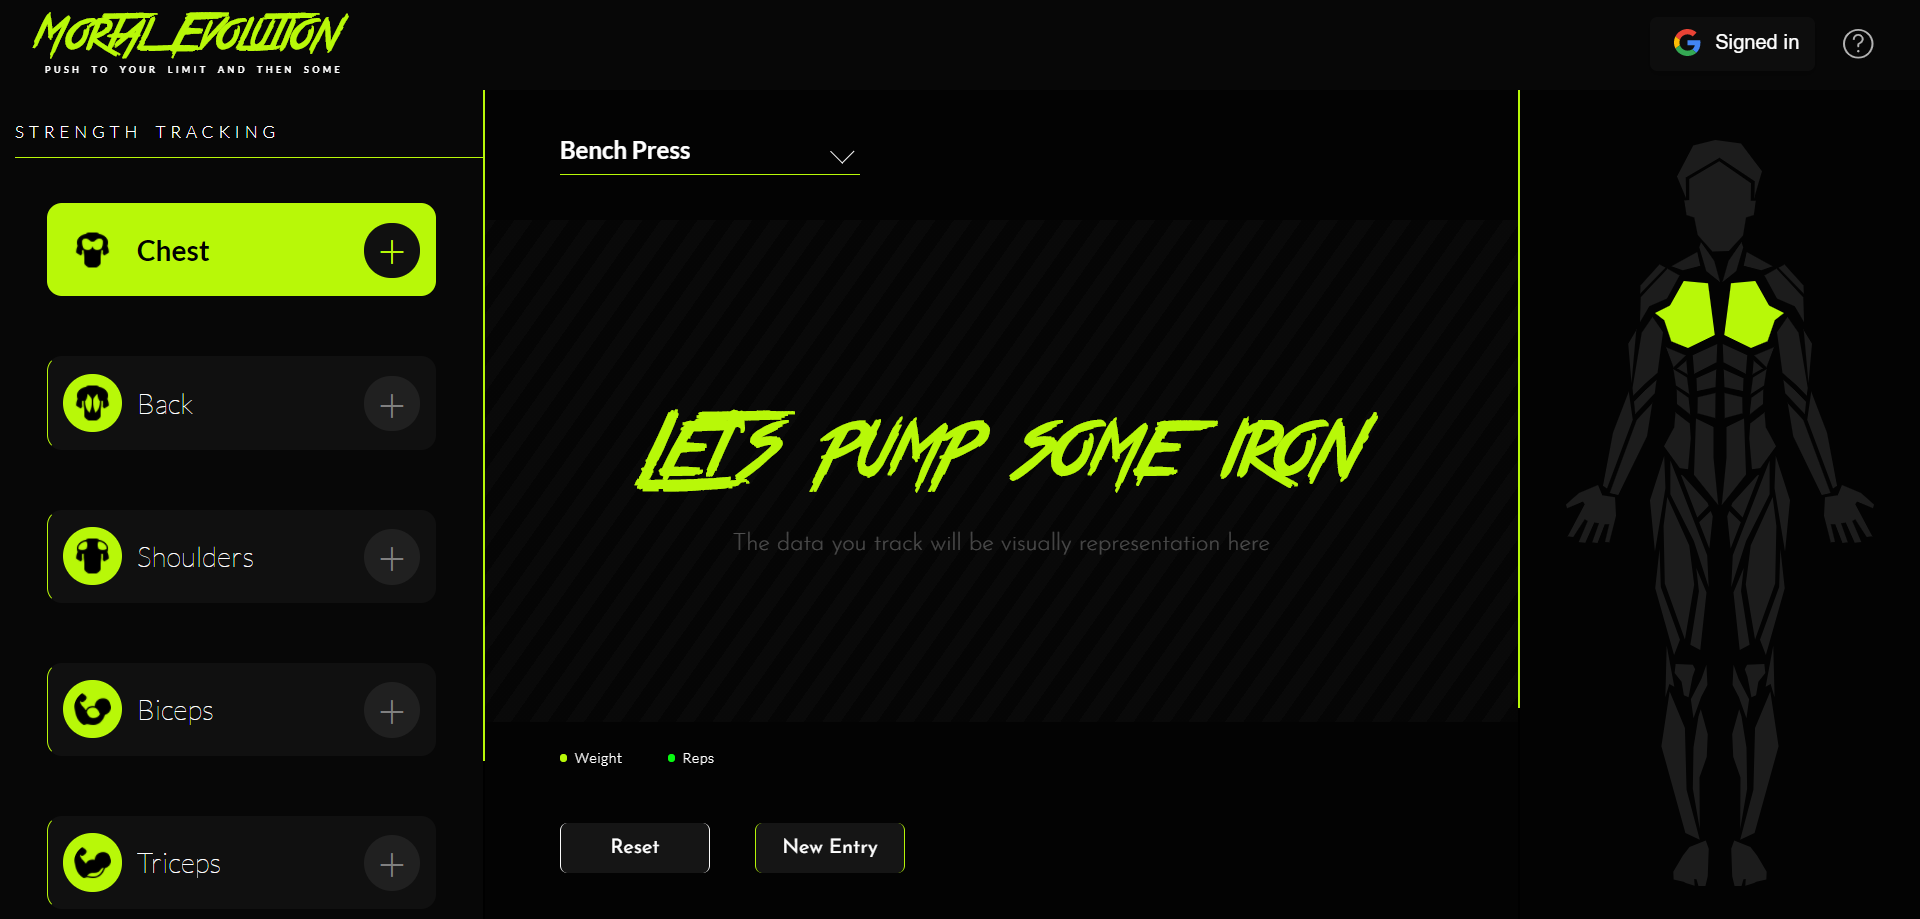 MORTAL EVOLUTION
PUSH TO YOUR LIMIT AND THEN SOME
Signed in
?
STRENGTH TRACKING
Bench Press
Chest
Back
Shoulders
Biceps
Triceps
LET'S PUMP SOME IRON
The data you track will be visually representation here
Weight
Reps
Reset
New Entry